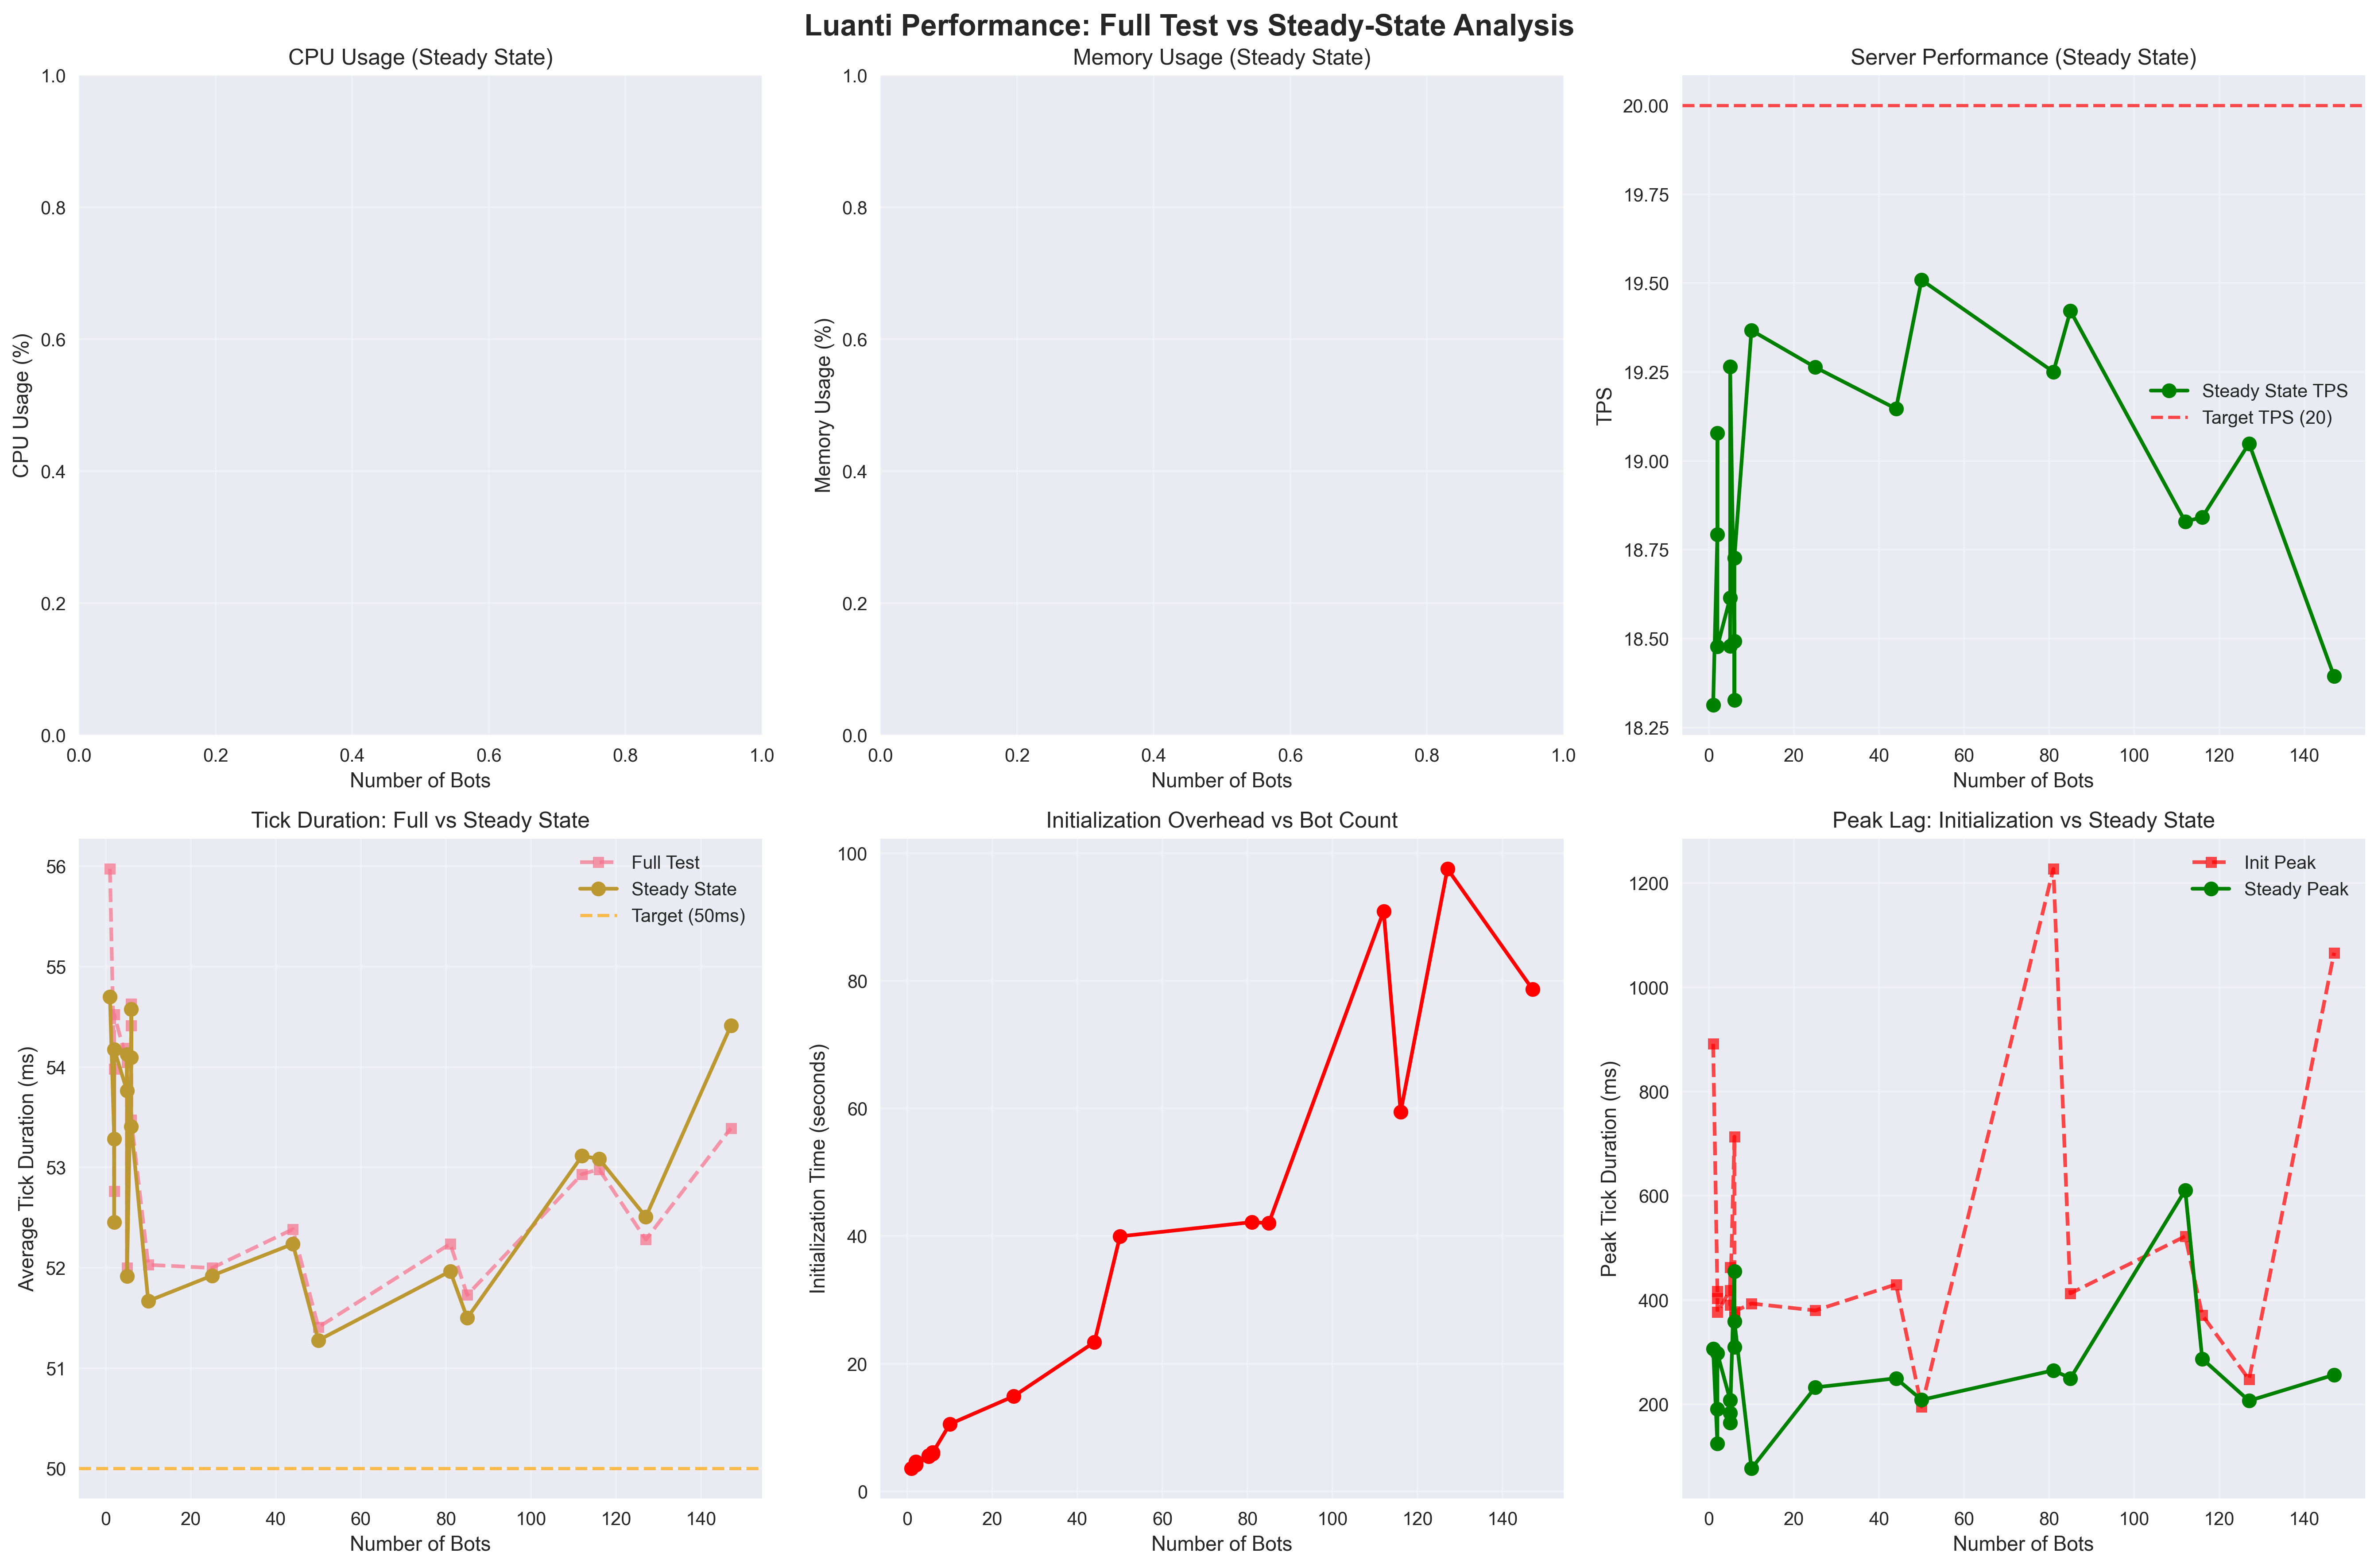 Luanti Performance: Full Test vs Steady-State Analysis
CPU Usage (Steady State)
CPU Usage (%)
1.0
0.8
0.6
0.4
0.2
0.0
0.0 0.2 0.4 0.6 0.8 1.0
Number of Bots
Memory Usage (Steady State)
Memory Usage (%)
1.0
0.8
0.6
0.4
0.2
0.0
0.0 0.2 0.4 0.6 0.8 1.0
Number of Bots
Server Performance (Steady State)
TPS
20.00
19.75
19.50
19.25
19.00
18.75
18.50
18.25
Steady State TPS
Target TPS (20)
0 20 40 60 80 100 120 140
Number of Bots
Tick Duration: Full vs Steady State
Average Tick Duration (ms)
56
55
54
53
52
51
50
Full Test
Steady State
Target (50ms)
0 20 40 60 80 100 120 140
Number of Bots
Initialization Overhead vs Bot Count
Initialization Time (seconds)
100
80
60
40
20
0
0 20 40 60 80 100 120 140
Number of Bots
Peak Lag: Initialization vs Steady State
Peak Tick Duration (ms)
1200
1000
800
600
400
200
Init Peak
Steady Peak
0 20 40 60 80 100 120 140
Number of Bots